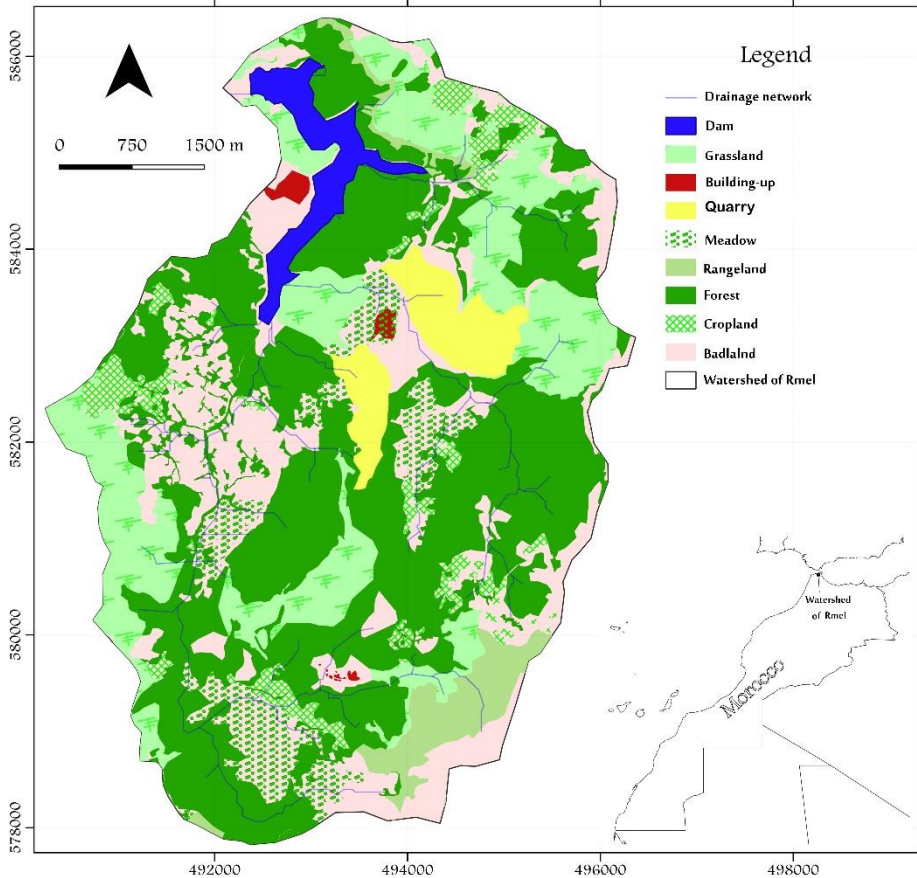 Legend
Drainage network
Dam
Grassland
Building-up
Quarry
Meadow
Rangeland
Forest
Cropland
Badlalnd
Watershed of Rmel
0 750 1500 m
586000
584000
582000
580000
578000
492000 494000 496000 498000
Watershed
of Rmel
Morocco